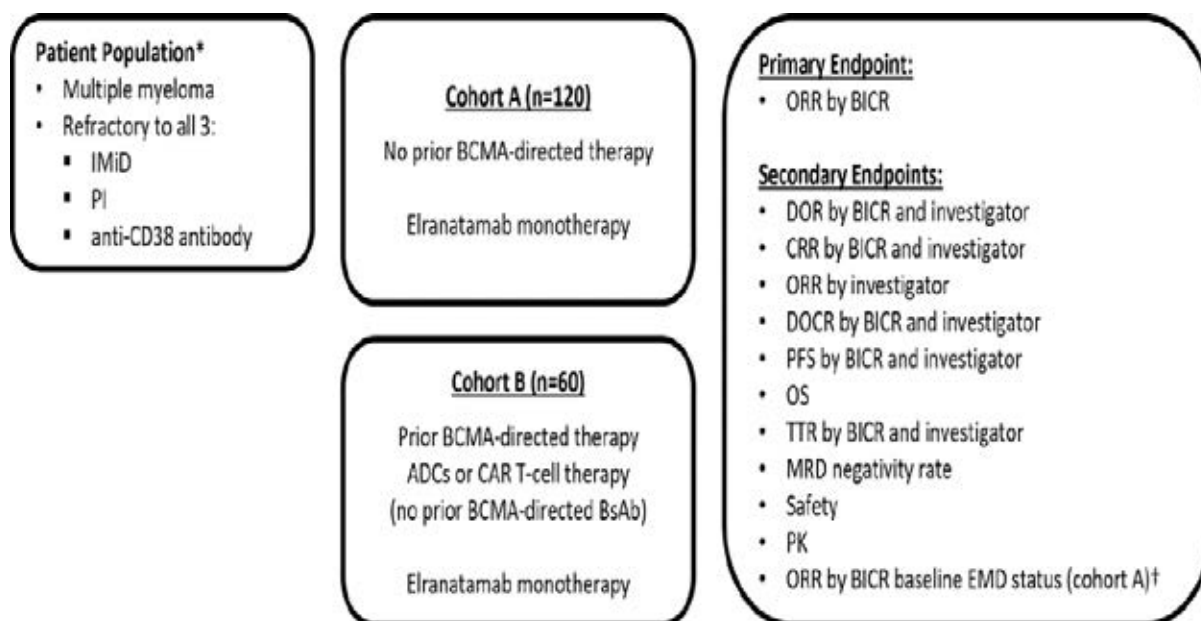 Patient Population*
• Multiple myeloma
• Refractory to all 3:
▪ IMiD
▪ PI
▪ anti-CD38 antibody
Cohort A (n=120)
No prior BCMA-directed therapy
Elranatamab monotherapy
Cohort B (n=60)
Prior BCMA-directed therapy
ADCs or CAR T-cell therapy
(no prior BCMA-directed BsAb)
Elranatamab monotherapy
Primary Endpoint:
• ORR by BICR
Secondary Endpoints:
• DOR by BICR and investigator
• CRR by BICR and investigator
• ORR by investigator
• DOCR by BICR and investigator
• PFS by BICR and investigator
• OS
• TTR by BICR and investigator
• MRD negativity rate
• Safety
• PK
• ORR by BICR baseline EMD status (cohort A)†